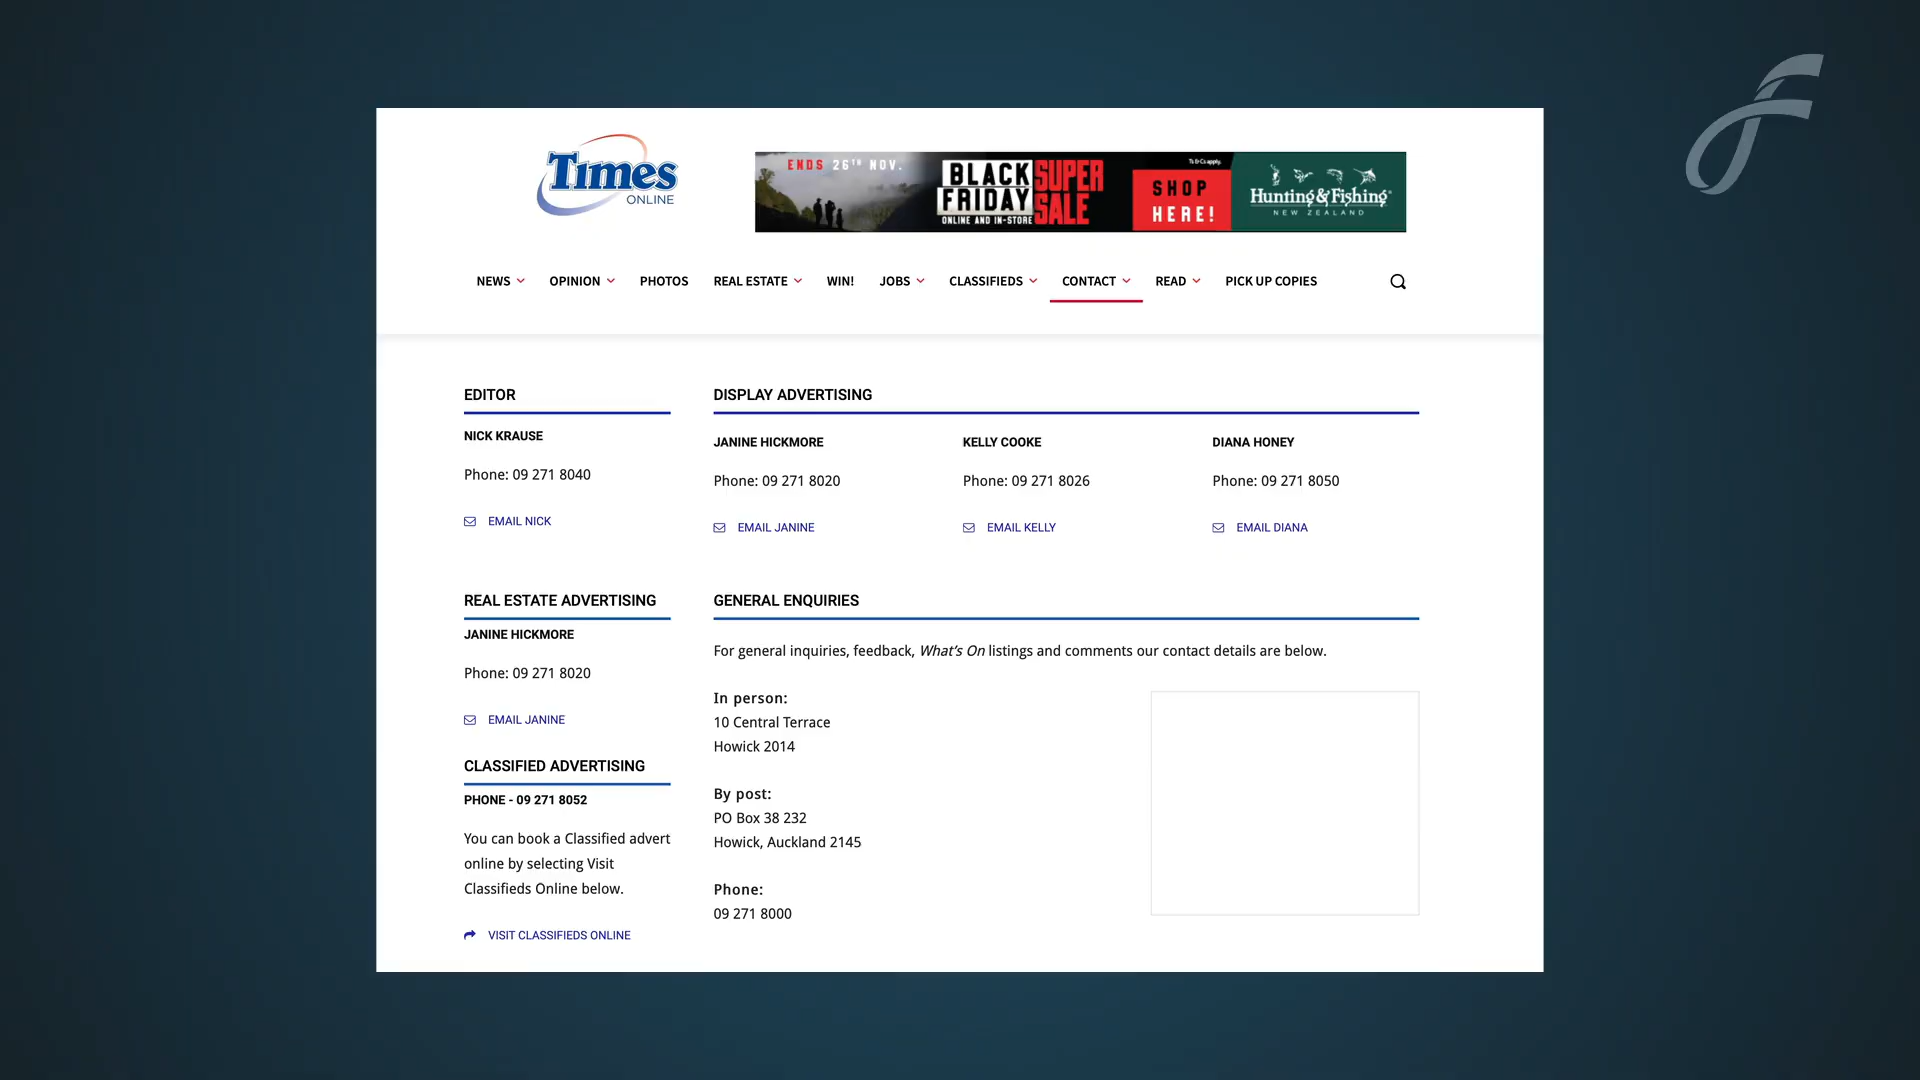 Times
ONLINE
ENDS 26TH NOV.
BLACK
FRIDAY
SUPER
SALE
ONLINE AND IN-STORE
Ts & Cs apply.
SHOP
HERE!
Hunting & Fishing
NEW ZEALAND
NEWS
OPINION
PHOTOS
REAL ESTATE
WIN!
JOBS
CLASSIFIEDS
CONTACT
READ
PICK UP COPIES
EDITOR
NICK KRAUSE
Phone: 09 271 8040
EMAIL NICK
DISPLAY ADVERTISING
JANINE HICKMORE
Phone: 09 271 8020
EMAIL JANINE
KELLY COOKE
Phone: 09 271 8026
EMAIL KELLY
DIANA HONEY
Phone: 09 271 8050
EMAIL DIANA
REAL ESTATE ADVERTISING
JANINE HICKMORE
Phone: 09 271 8020
EMAIL JANINE
CLASSIFIED ADVERTISING
PHONE - 09 271 8052
You can book a Classified advert
online by selecting Visit
Classifieds Online below.
VISIT CLASSIFIEDS ONLINE
GENERAL ENQUIRIES
For general inquiries, feedback, What's On listings and comments our contact details are below.
In person:
10 Central Terrace
Howick 2014
By post:
PO Box 38 232
Howick, Auckland 2145
Phone:
09 271 8000